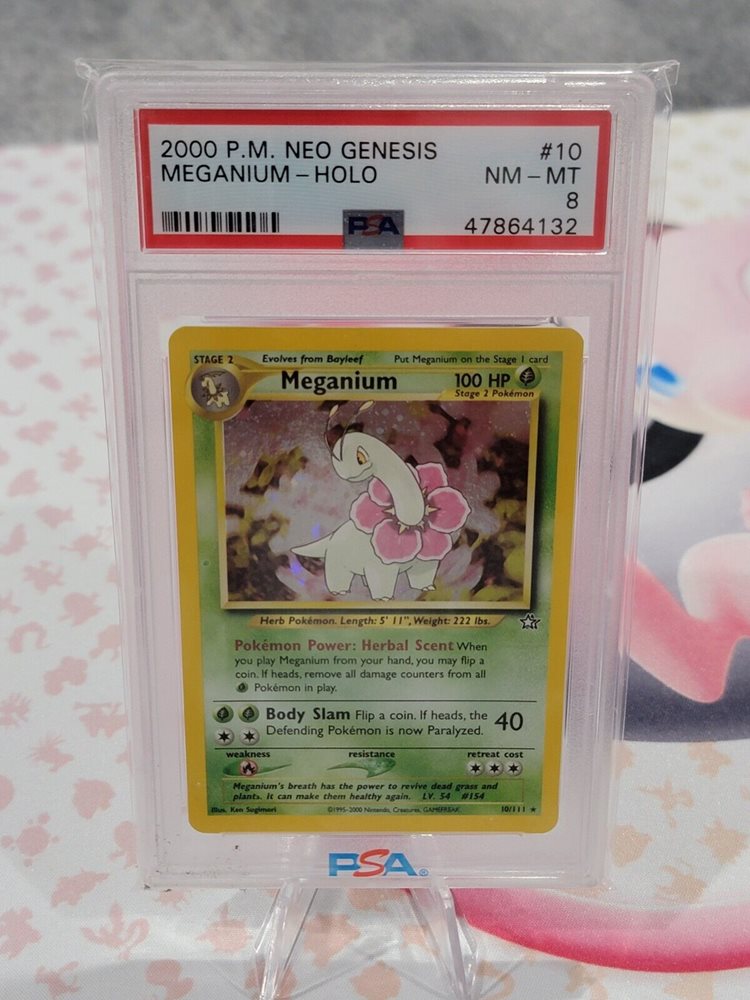 2000 P.M. NEO GENESIS #10
MEGANIUM - HOLO NM - MT
8
PSA 47864132
STAGE 2 Evolves from Bayleef Put Meganium on the Stage 1 card
Meganium 100 HP
Stage 2 Pokémon
Herb Pokémon. Length: 5' 11", Weight: 222 lbs.
Pokémon Power: Herbal Scent When
you play Meganium from your hand, you may flip a
coin. If heads, remove all damage counters from all
Pokémon in play.
Body Slam Flip a coin. If heads, the
Defending Pokémon is now Paralyzed. 40
weakness resistance retreat cost
Meganium's breath has the power to revive dead grass and
plants. It can make them healthy again. LV. 54 #154
Illus. Ken Sugimori ©1995-2000 Nintendo, Creatures, GAMEFREAK 10/111 ★
PSA®